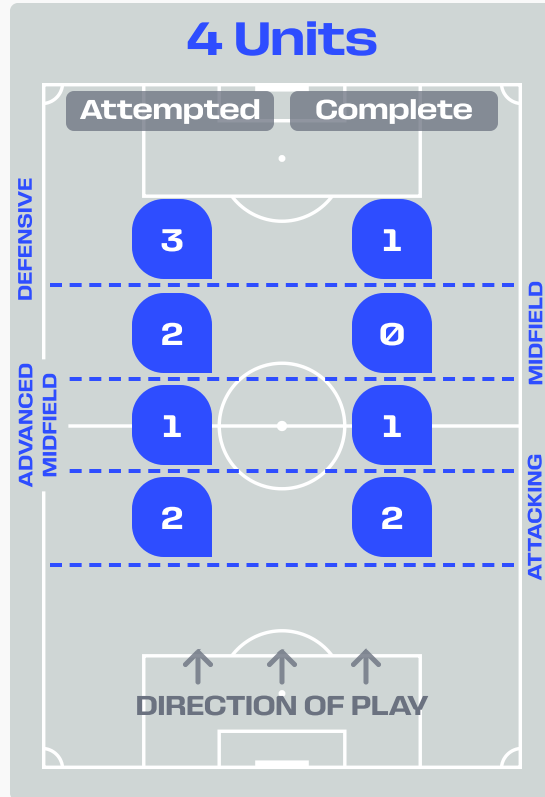 4 Units
Attempted Complete
DEFENSIVE
3 1
MIDFIELD
2 0
ADVANCED
MIDFIELD
1 1
ATTACKING
2 2
DIRECTION OF PLAY